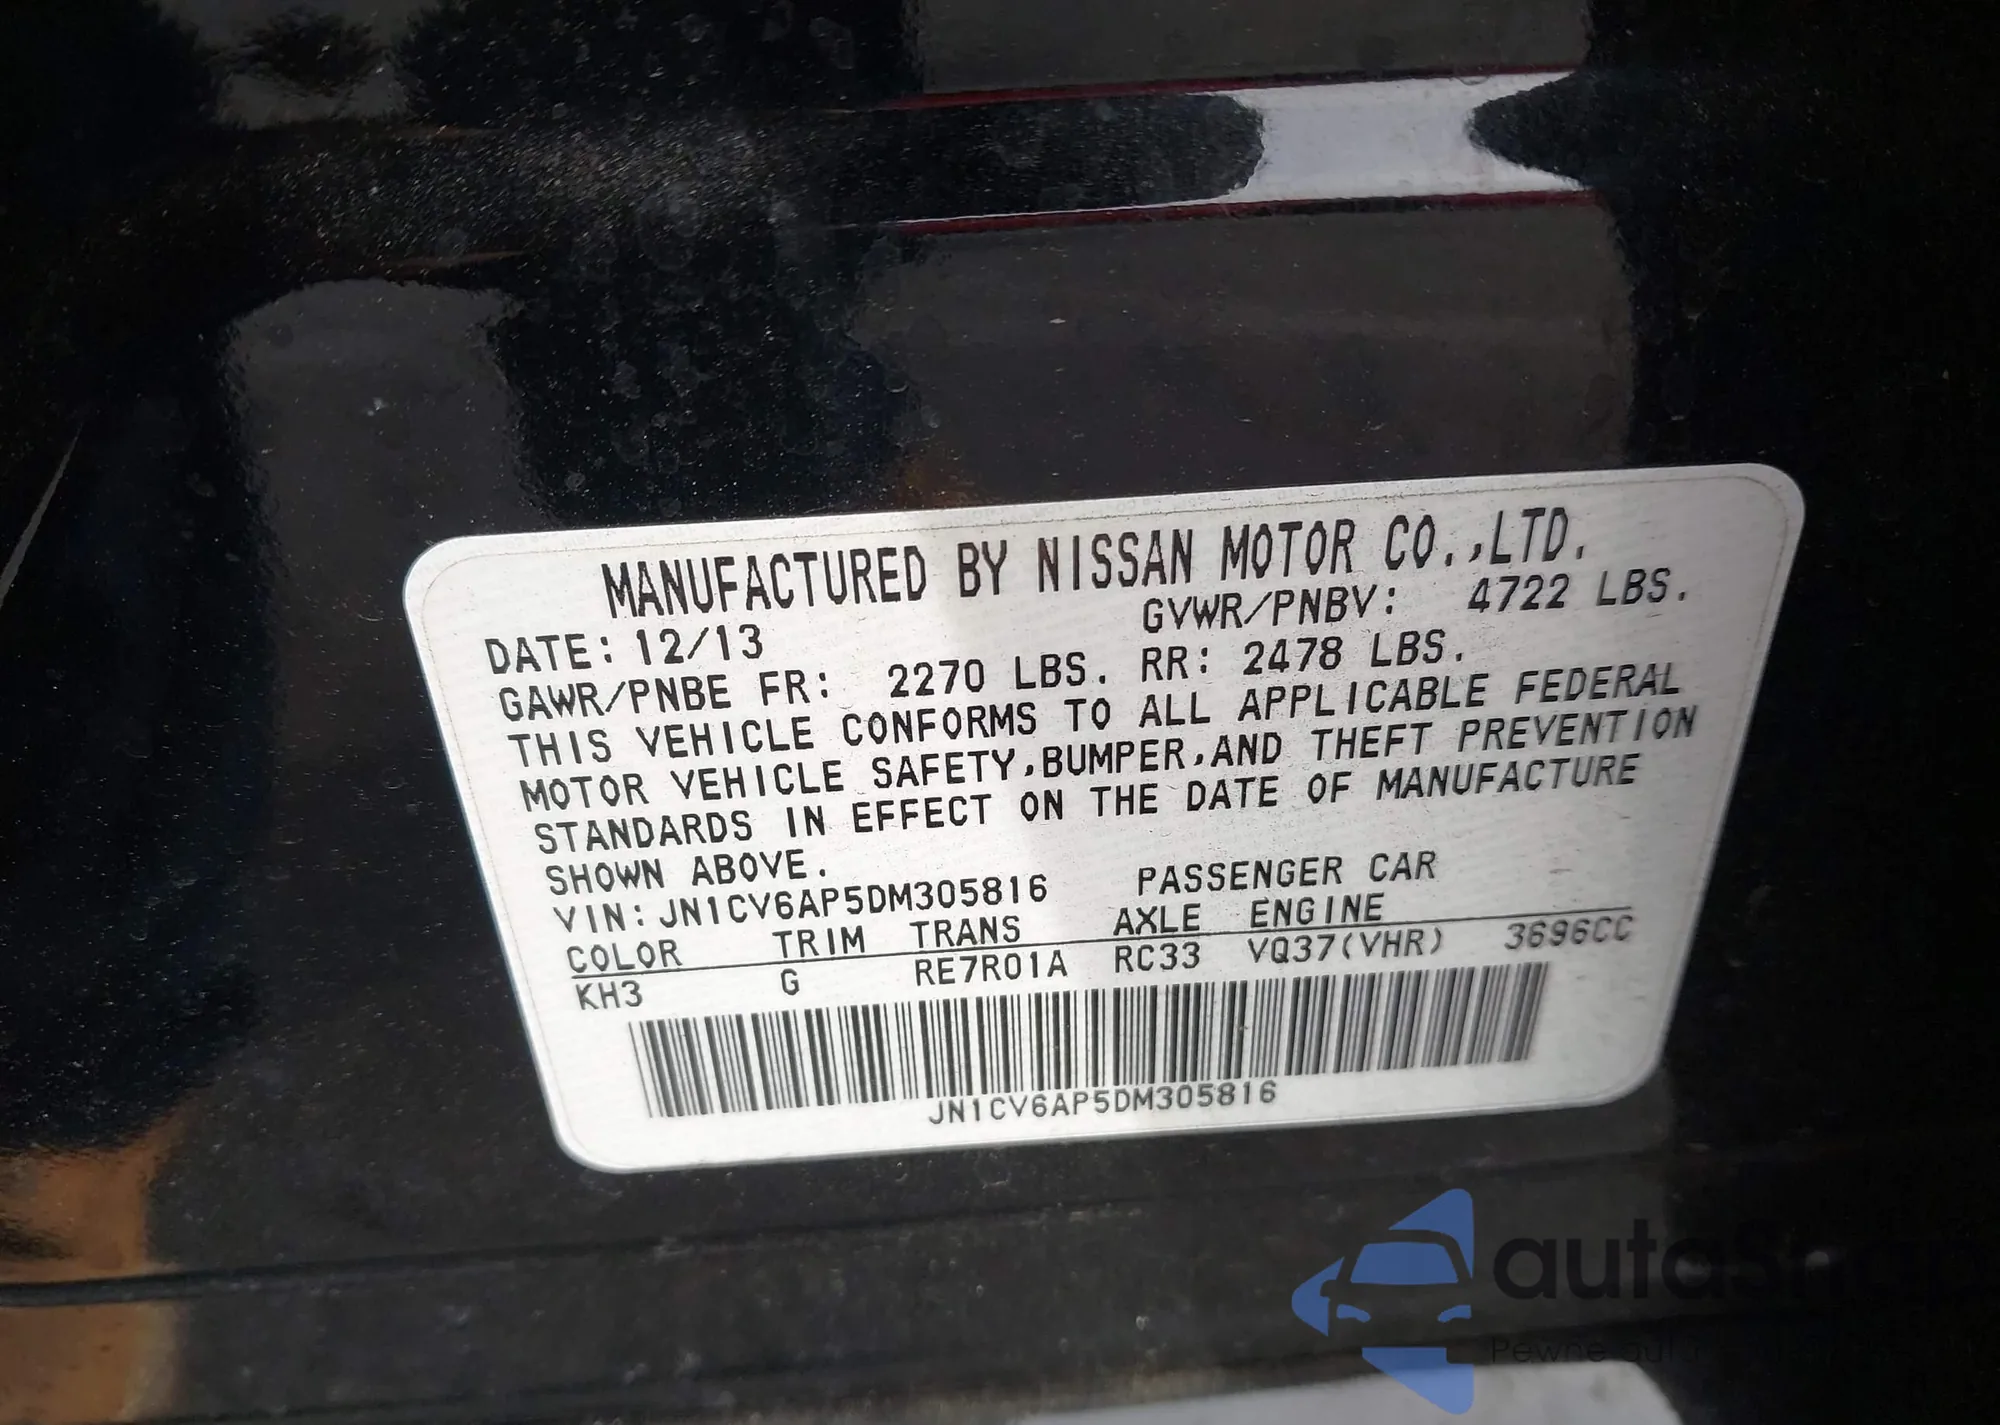 MANUFACTURED BY NISSAN MOTOR CO.,LTD.
DATE: 12/13 GVWR/PNBV: 4722 LBS.
GAWR/PNBE FR: 2270 LBS. RR: 2478 LBS.
THIS VEHICLE CONFORMS TO ALL APPLICABLE FEDERAL
MOTOR VEHICLE SAFETY,BUMPER,AND THEFT PREVENTION
STANDARDS IN EFFECT ON THE DATE OF MANUFACTURE
SHOWN ABOVE.
VIN: JN1CV6AP5DM305816 PASSENGER CAR
COLOR TRIM TRANS AXLE ENGINE
KH3 G RE7R01A RC33 VQ37(VHR) 3696CC
JN1CV6AP5DM305816
Pewne